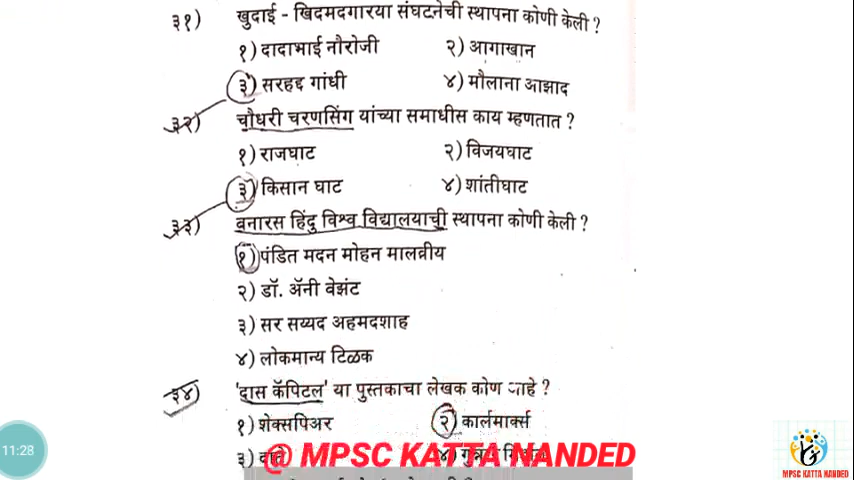 ३१) खुदाई - खिदमदगारया संघटनेची स्थापना कोणी केली ?
१) दादाभाई नौरोजी २) आगाखान
३) सरहद्द गांधी ४) मौलाना आझाद
३२) चौधरी चरणसिंग यांच्या समाधीस काय म्हणतात ?
१) राजघाट २) विजयघाट
३) किसान घाट ४) शांतीघाट
३३) बनारस हिंदु विश्व विद्यालयाची स्थापना कोणी केली ?
१) पंडित मदन मोहन मालव्रीय
२) डॉ. ॲनी वेझंट
३) सर सय्यद अहमदशाह
४) लोकमान्य टिळक
३४) 'दास कॅपिटल' या पुस्तकाचा लेखक कोण आहे ?
१) शेक्सपिअर २) कार्लमार्क्स
३) ४)
@ MPSC KATTA NANDED
11:28
MPSC KATTA NANDED